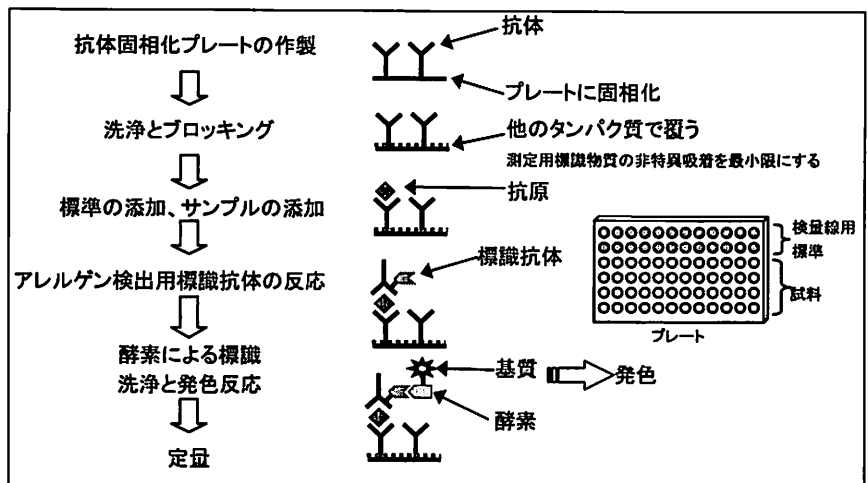 抗体固相化プレートの作製
抗体
プレートに固相化
洗浄とブロッキング
他のタンパク質で覆う
測定用標識物質の非特異吸着を最小限にする
標準の添加、サンプルの添加
抗原
アレルゲン検出用標識抗体の反応
標識抗体
検量線用
標準
試料
プレート
酵素による標識
洗浄と発色反応
基質
発色
酵素
定量